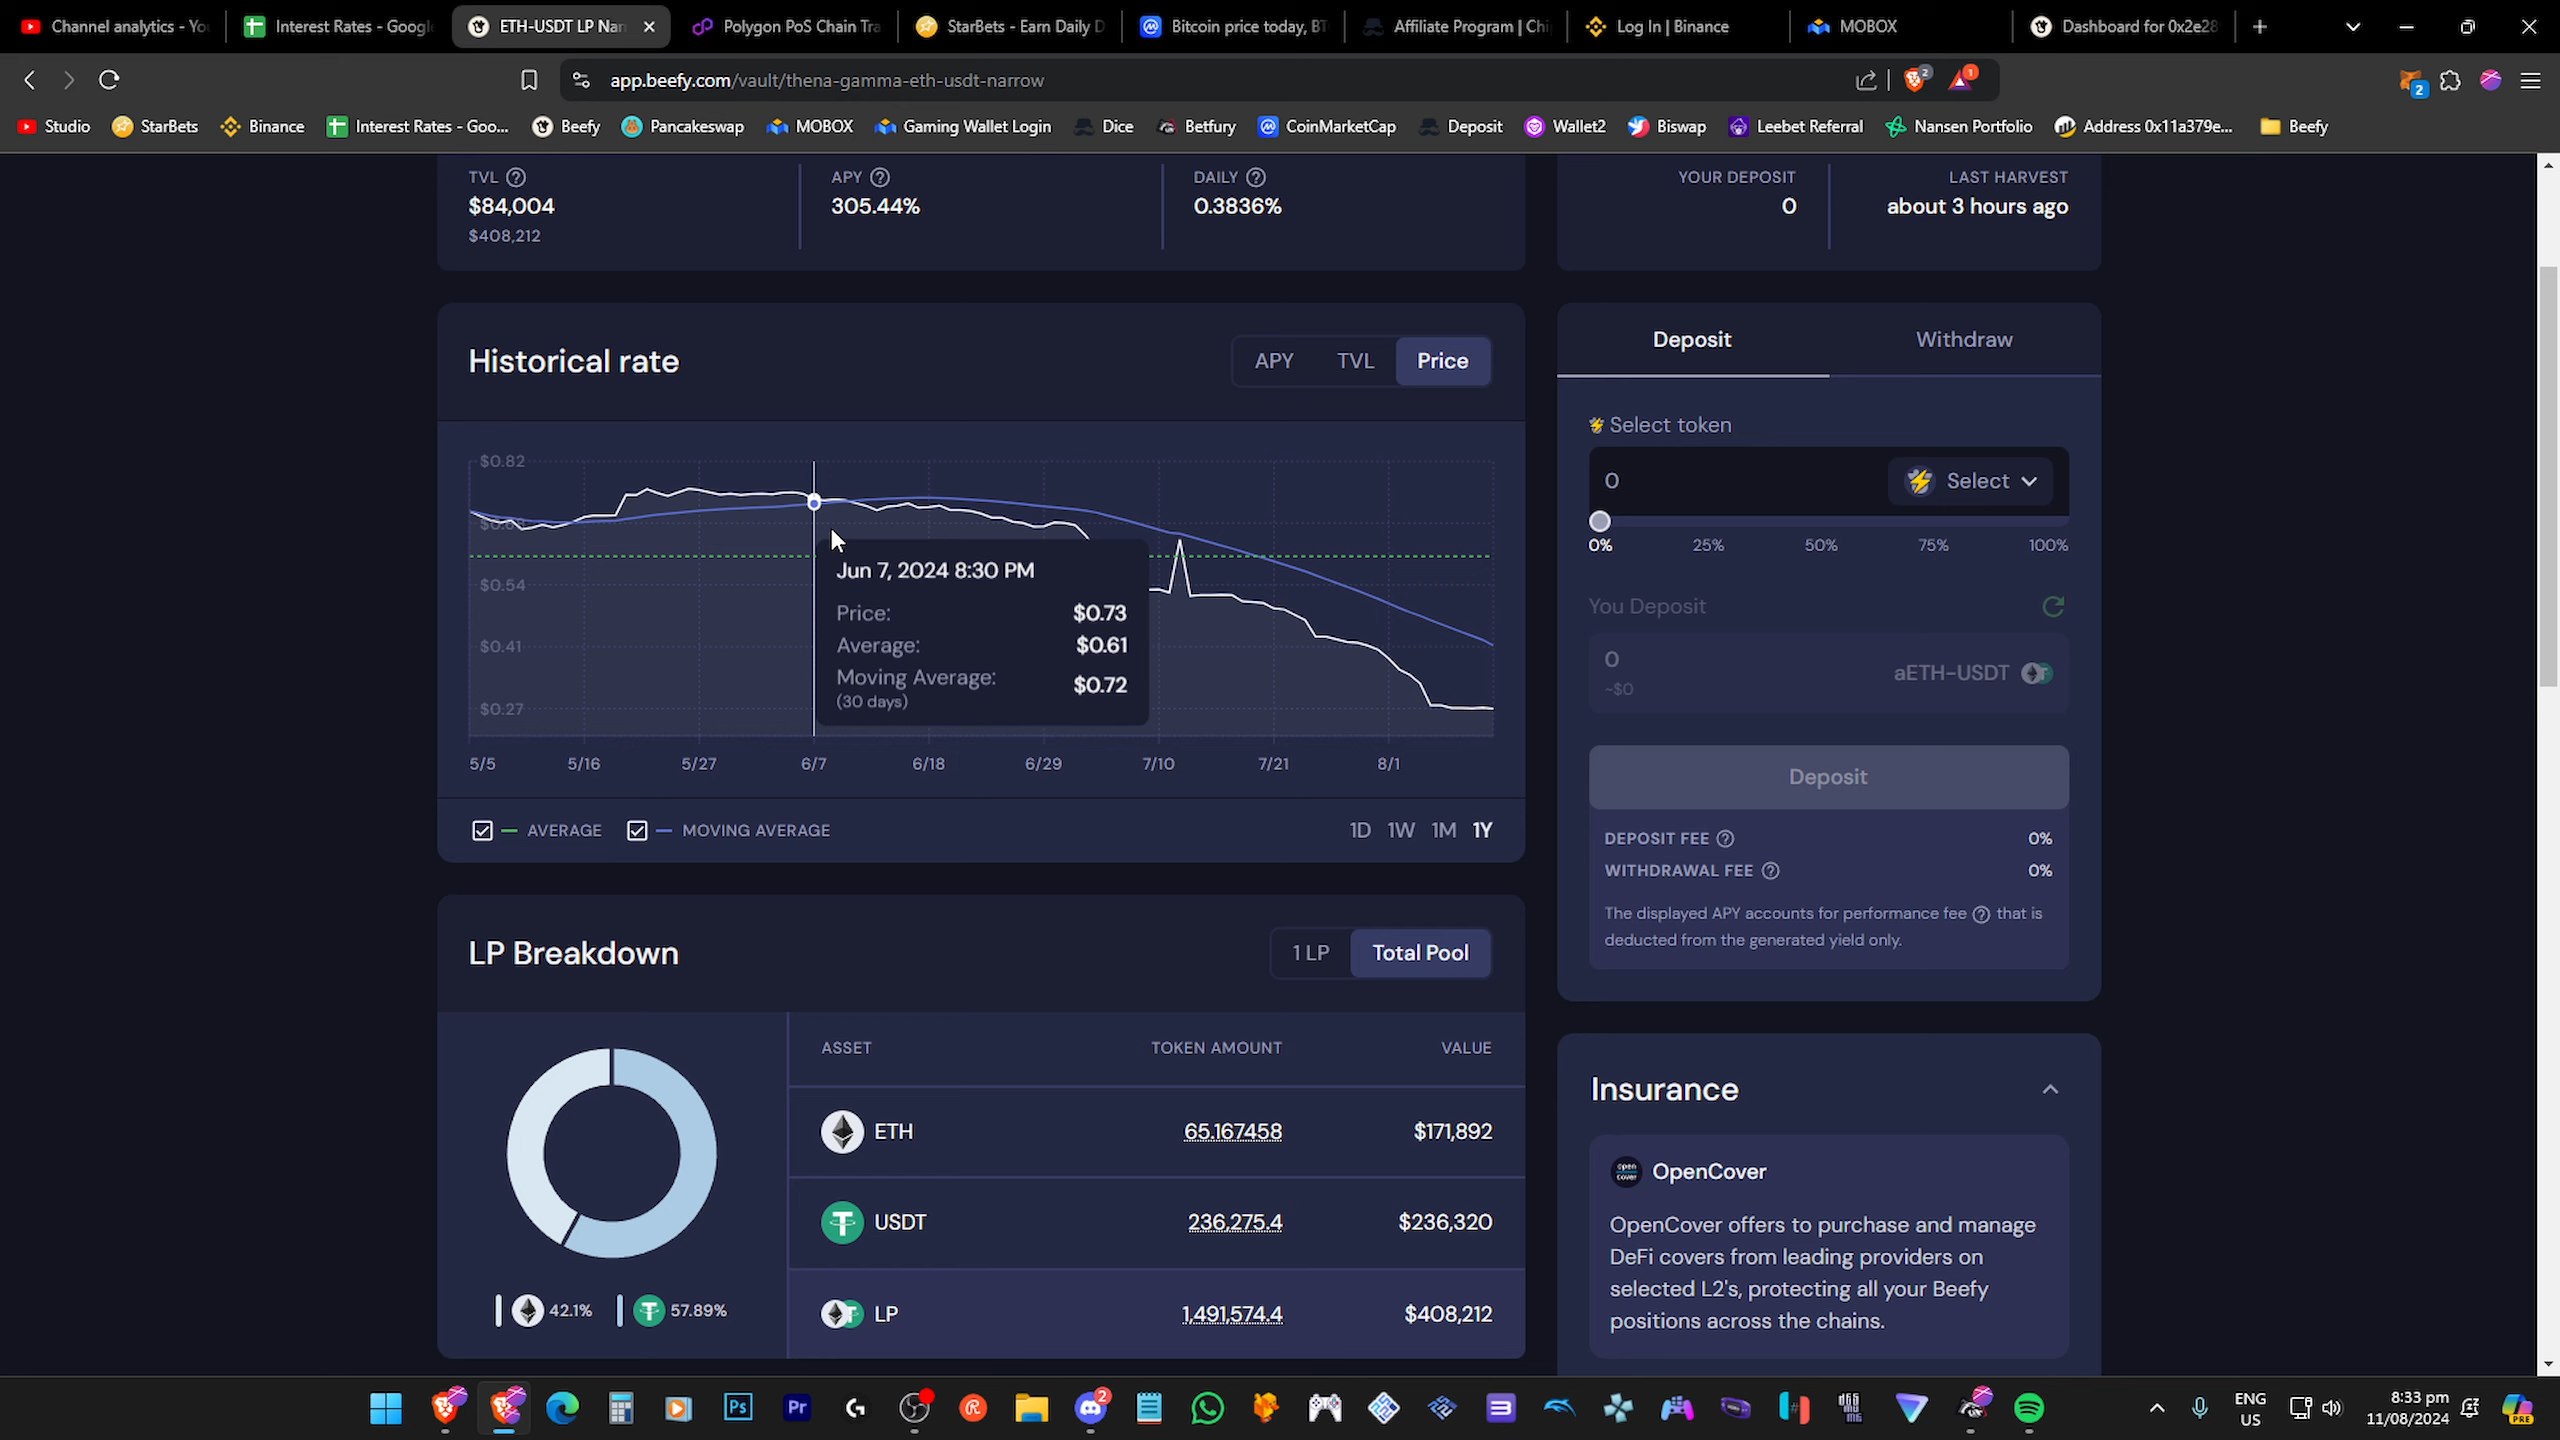 Channel analytics - Yo
Interest Rates - Google
ETH-USDT LP Nar
Polygon PoS Chain Tra
StarBets - Earn Daily D
Bitcoin price today, BT
Affiliate Program | Chi
Log In | Binance
MOBOX
Dashboard for 0x2e28
app.beefy.com/vault/thena-gamma-eth-usdt-narrow
2
1
2
Studio
StarBets
Binance
Interest Rates - Goo...
Beefy
Pancakeswap
MOBOX
Gaming Wallet Login
Dice
Betfury
CoinMarketCap
Deposit
Wallet2
Biswap
Leebet Referral
Nansen Portfolio
Address 0x11a379e...
Beefy
TVL
$84,004
$408,212
APY
305.44%
DAILY
0.3836%
YOUR DEPOSIT
0
LAST HARVEST
about 3 hours ago
Historical rate
APY
TVL
Price
$0.82
$0.68
$0.54
$0.41
$0.27
Jun 7, 2024 8:30 PM
Price: $0.73
Average: $0.61
Moving Average: $0.72
(30 days)
5/5
5/16
5/27
6/7
6/18
6/29
7/10
7/21
8/1
AVERAGE
MOVING AVERAGE
1D
1W
1M
1Y
Deposit
Withdraw
Select token
0
Select
0%
25%
50%
75%
100%
You Deposit
0
~$0
aETH-USDT
Deposit
DEPOSIT FEE 0%
WITHDRAWAL FEE 0%
The displayed APY accounts for performance fee that is
deducted from the generated yield only.
LP Breakdown
1 LP
Total Pool
ASSET TOKEN AMOUNT VALUE
ETH 65.167458 $171,892
USDT 236,275.4 $236,320
LP 1,491,574.4 $408,212
42.1%
57.89%
Insurance
open
cover
OpenCover
OpenCover offers to purchase and manage
DeFi covers from leading providers on
selected L2's, protecting all your Beefy
positions across the chains.
Ps
Pr
2
ENG
US
8:33 pm
11/08/2024
PRE